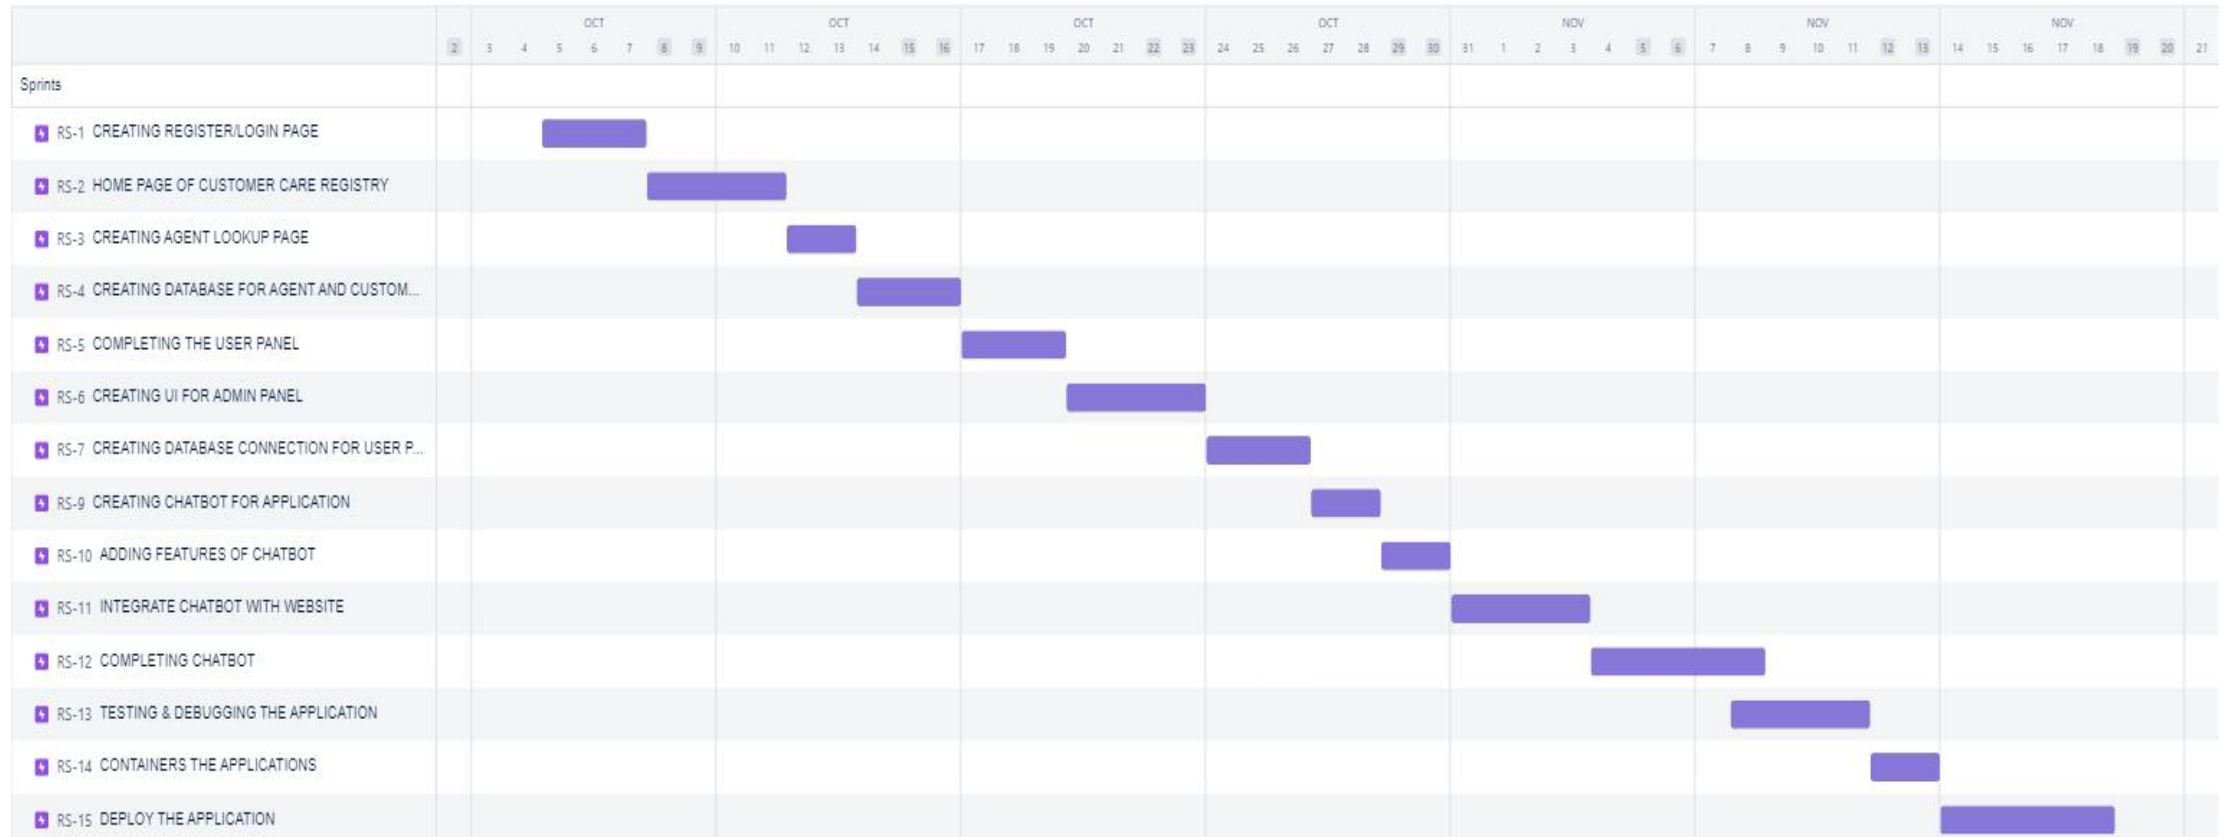 OCT OCT OCT OCT NOV NOV NOV
2 3 4 5 6 7 8 9 10 11 12 13 14 15 16 17 18 19 20 21 22 23 24 25 26 27 28 29 30 31 1 2 3 4 5 6 7 8 9 10 11 12 13 14 15 16 17 18 19 20 21
Sprints
RS-1 CREATING REGISTER/LOGIN PAGE
RS-2 HOME PAGE OF CUSTOMER CARE REGISTRY
RS-3 CREATING AGENT LOOKUP PAGE
RS-4 CREATING DATABASE FOR AGENT AND CUSTOM...
RS-5 COMPLETING THE USER PANEL
RS-6 CREATING UI FOR ADMIN PANEL
RS-7 CREATING DATABASE CONNECTION FOR USER P...
RS-9 CREATING CHATBOT FOR APPLICATION
RS-10 ADDING FEATURES OF CHATBOT
RS-11 INTEGRATE CHATBOT WITH WEBSITE
RS-12 COMPLETING CHATBOT
RS-13 TESTING & DEBUGGING THE APPLICATION
RS-14 CONTAINERS THE APPLICATIONS
RS-15 DEPLOY THE APPLICATION